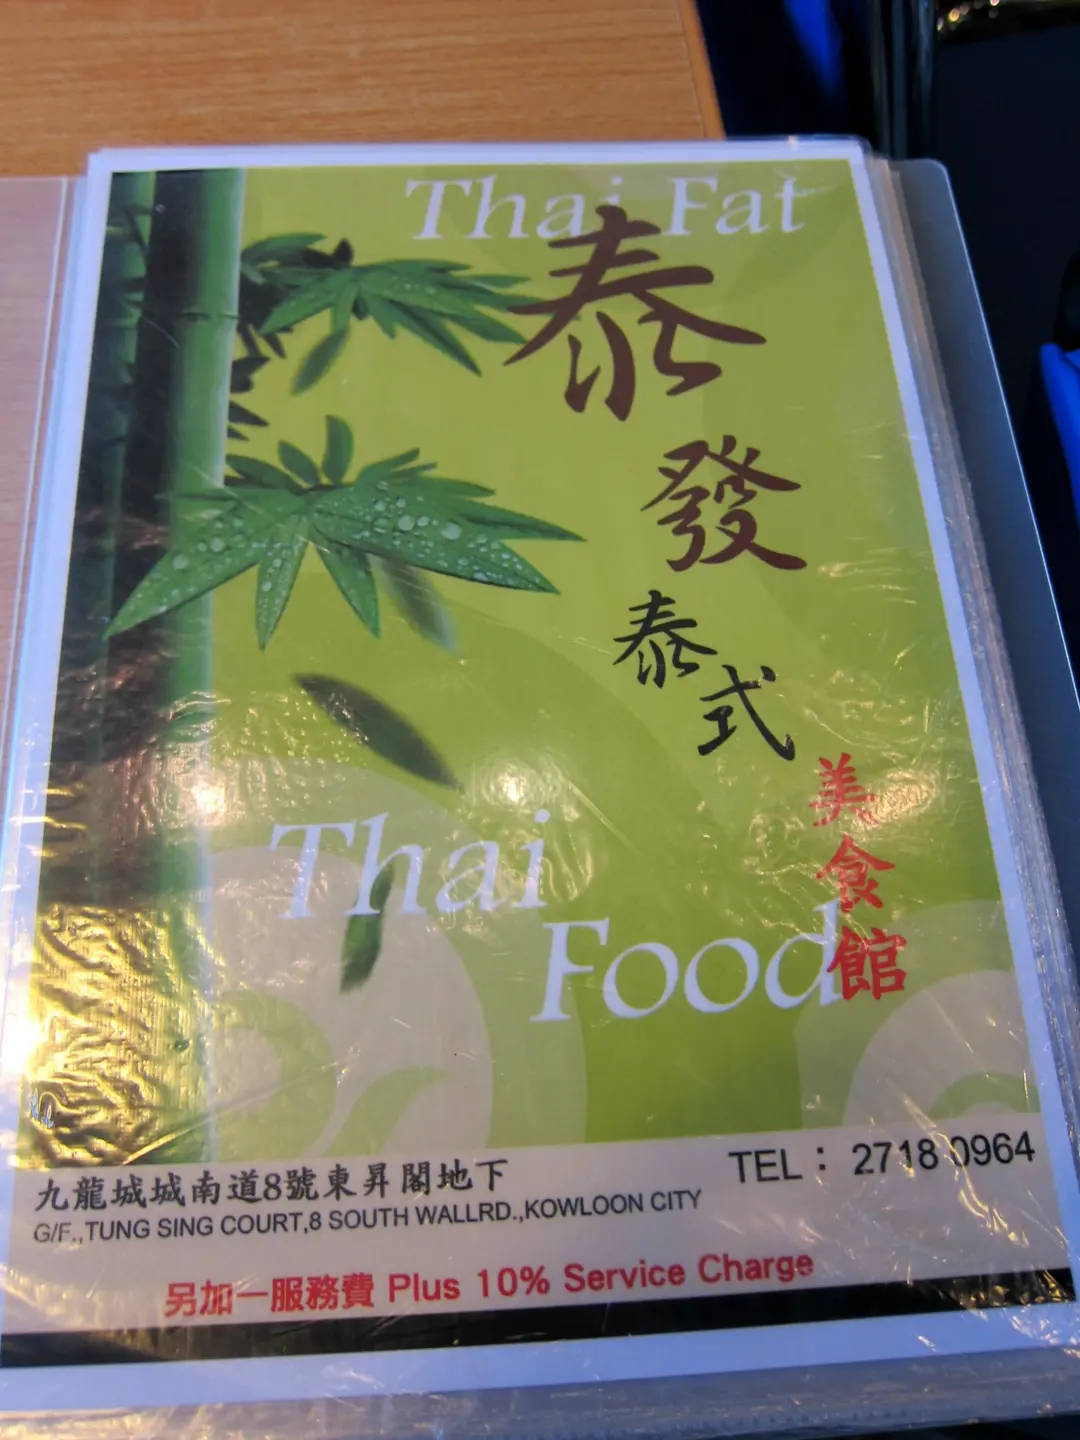 Thai Fat
泰發
泰式
美食館
Thai
Food
九龍城城南道8號東昇閣地下
TEL： 2718 0964
G/F.,TUNG SING COURT,8 SOUTH WALLRD.,KOWLOON CITY
另加一服務費 Plus 10% Service Charge